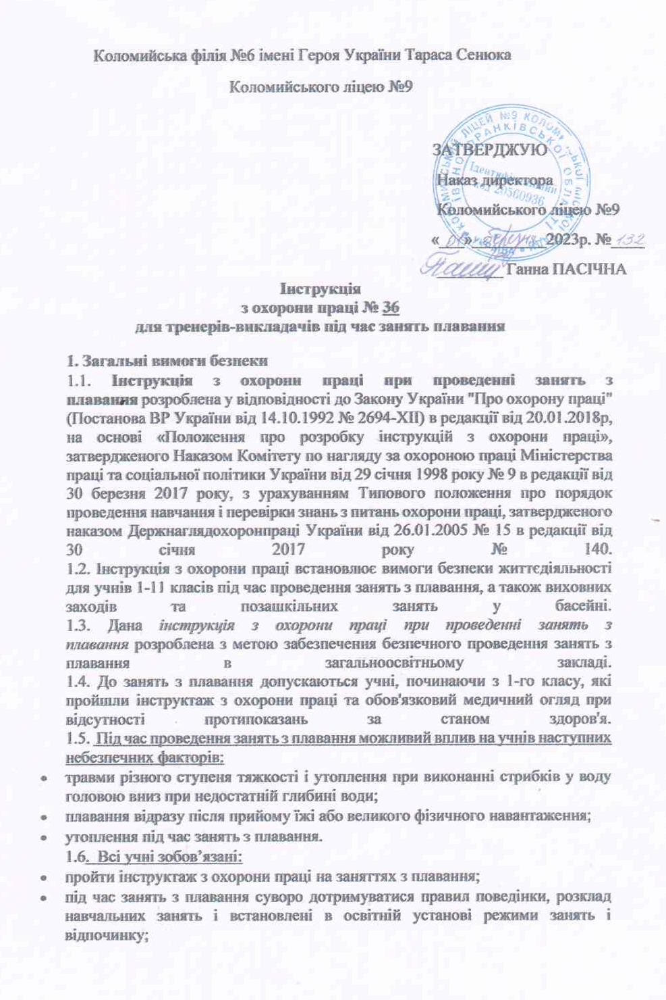 Коломийська філія №6 імені Героя України Тараса Сенюка
Коломийського ліцею №9
ЗАТВЕРДЖУЮ
Наказ директора
Коломийського ліцею №9
« 01 » березня 2023р. № 132
Ганна ПАСІЧНА
Ідентифікаційний
код 20560936
Інструкція
з охорони праці № 36
для тренерів-викладачів під час занять плавання
1. Загальні вимоги безпеки
1.1. Інструкція з охорони праці при проведенні занять з
плавання розроблена у відповідності до Закону України "Про охорону праці"
(Постанова ВР України від 14.10.1992 № 2694-XII) в редакції від 20.01.2018р,
на основі «Положення про розробку інструкцій з охорони праці»,
затвердженого Наказом Комітету по нагляду за охороною праці Міністерства
праці та соціальної політики України від 29 січня 1998 року № 9 в редакції від
30 березня 2017 року, з урахуванням Типового положення про порядок
проведення навчання і перевірки знань з питань охорони праці, затвердженого
наказом Держнаглядохоронпраці України від 26.01.2005 № 15 в редакції від
30 січня 2017 року № 140.
1.2. Інструкція з охорони праці встановлює вимоги безпеки життєдіяльності
для учнів 1-11 класів під час проведення занять з плавання, а також виховних
заходів та позашкільних занять у басейні.
1.3. Дана інструкція з охорони праці при проведенні занять з
плавання розроблена з метою забезпечення безпечного проведення занять з
плавання в загальноосвітньому закладі.
1.4. До занять з плавання допускаються учні, починаючи з 1-го класу, які
пройшли інструктаж з охорони праці та обов'язковий медичний огляд при
відсутності протипоказань за станом здоров'я.
1.5. Під час проведення занять з плавання можливий вплив на учнів наступних
небезпечних факторів:
• травми різного ступеня тяжкості і утоплення при виконанні стрибків у воду
головою вниз при недостатній глибині води;
• плавання відразу після прийому їжі або великого фізичного навантаження;
• утоплення під час занять з плавання.
1.6. Всі учні зобов’язані:
• пройти інструктаж з охорони праці на заняттях з плавання;
• під час занять з плавання суворо дотримуватися правил поведінки, розклад
навчальних занять і встановлені в освітній установі режими занять і
відпочинку;